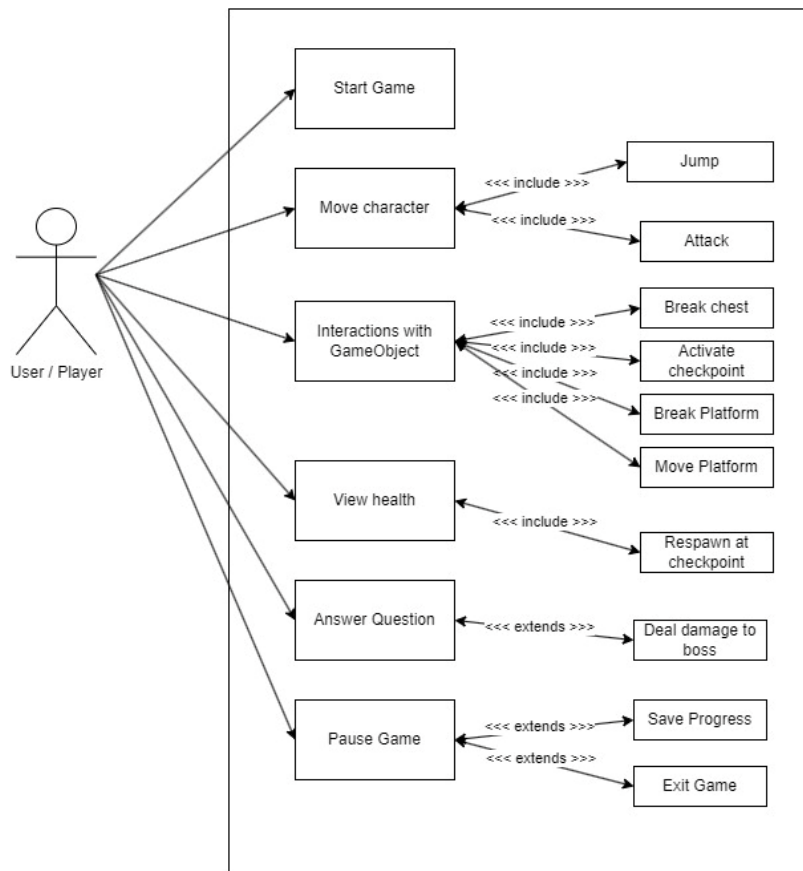 Start Game
Move character
<<< include >>>
Jump
<<< include >>>
Attack
User / Player
Interactions with
GameObject
<<< include >>>
Break chest
<<< include >>>
Activate
checkpoint
<<< include >>>
Break Platform
<<< include >>>
Move Platform
View health
<<< include >>>
Respawn at
checkpoint
Answer Question
<<< extends >>>
Deal damage to
boss
Pause Game
<<< extends >>>
Save Progress
<<< extends >>>
Exit Game